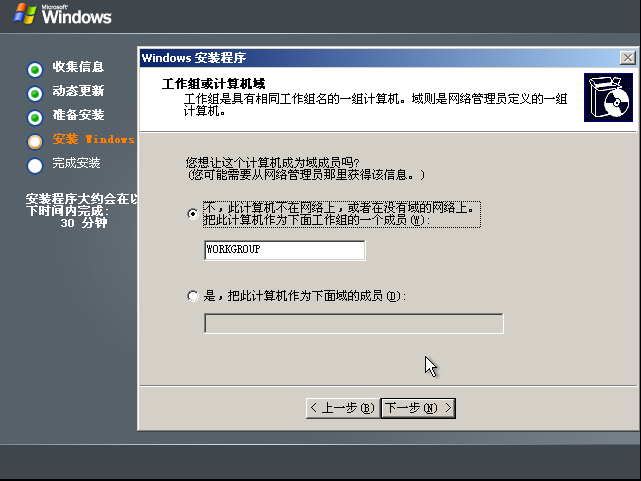 Microsoft
Windows
收集信息
动态更新
准备安装
安装 Windows
完成安装
安装程序大约会在以
下时间内完成:
30 分钟
Windows 安装程序
工作组或计算机域
工作组是具有相同工作组名的一组计算机。域则是网络管理员定义的一组
计算机。
您想让这个计算机成为域成员吗?
(您可能需要从网络管理员那里获得该信息。)
不，此计算机不在网络上，或者在没有域的网络上。
把此计算机作为下面工作组的一个成员(W):
WORKGROUP
是，把此计算机作为下面域的成员(D):
< 上一步(B)
下一步(N) >